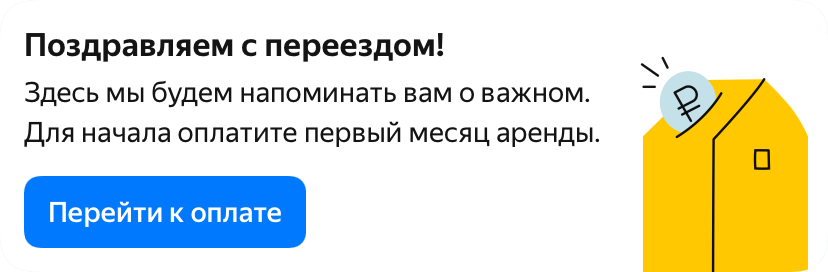 Поздравляем с переездом!
Здесь мы будем напоминать вам о важном.
Для начала оплатите первый месяц аренды.
Перейти к оплате
₽